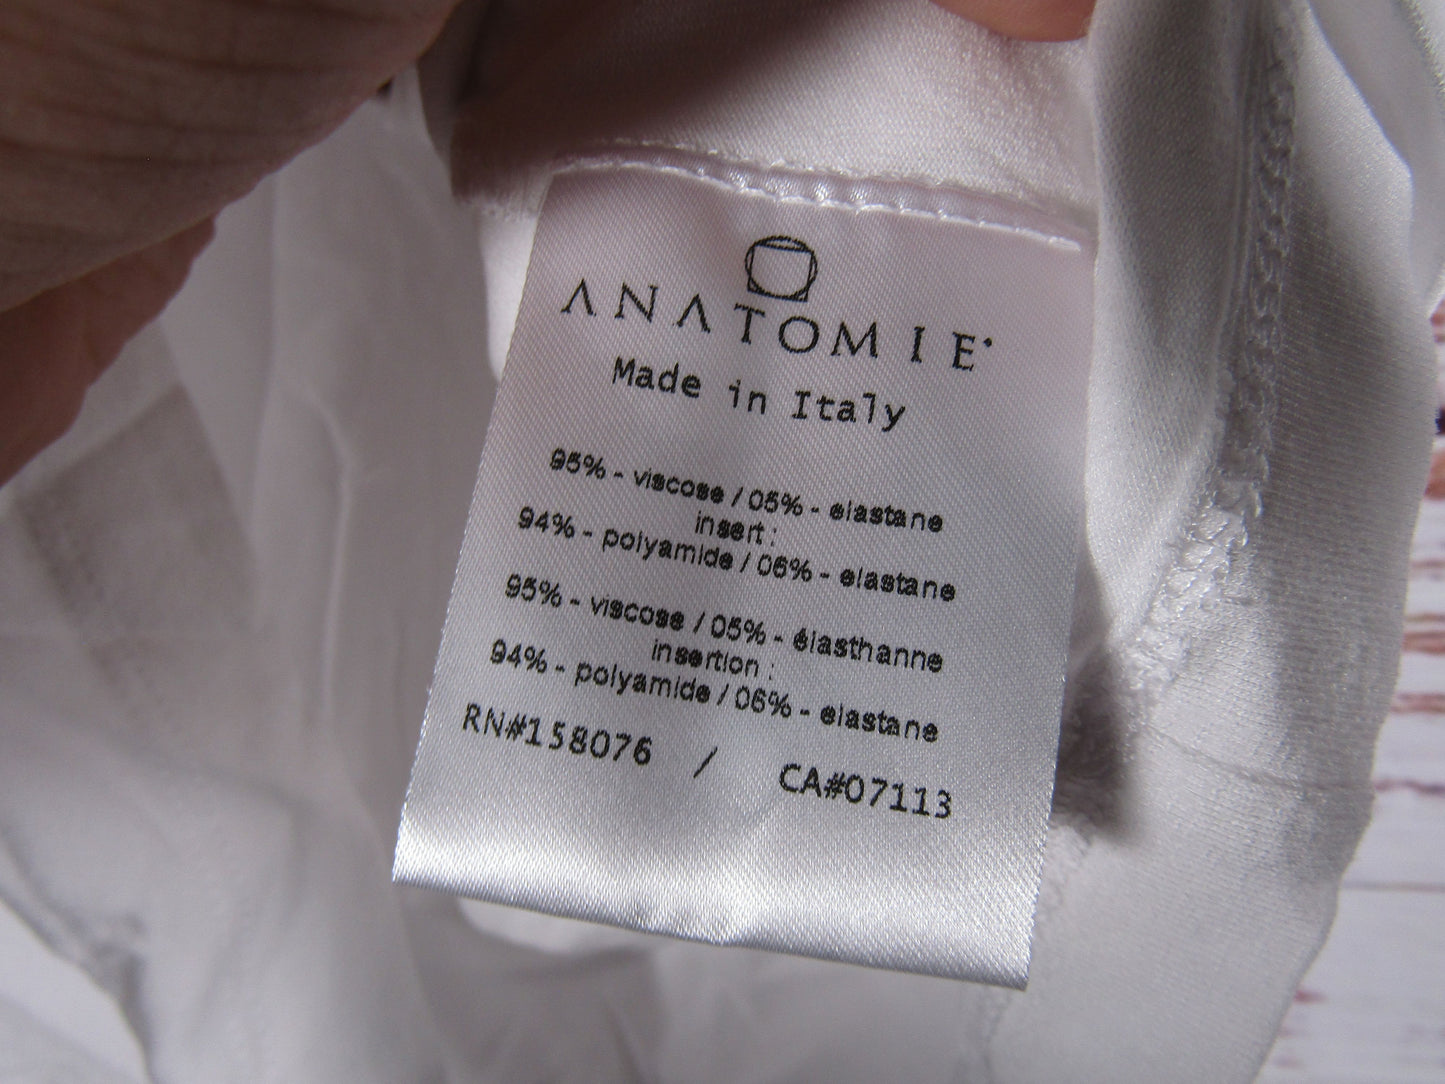 ANATOMIE
Made in Italy
95% - viscose / 05% - elastane
insert :
94% - polyamide / 06% - elastane
95% - viscose / 05% - élasthanne
insertion :
94% - polyamide / 06% - elastane
RN#158076 / CA#07113